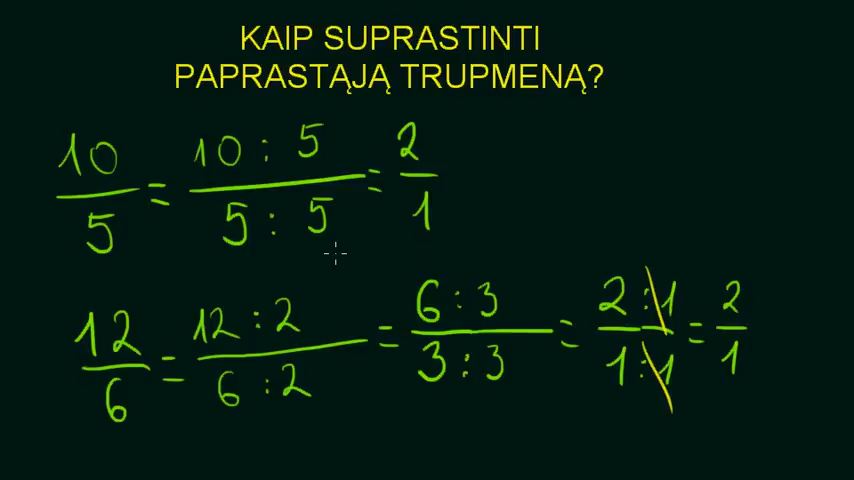 KAIP SUPRASTINTI
PAPRASTĄJĄ TRUPMENĄ?
10/5 = 10 : 5/5 : 5 = 2/1
12/6 = 12 : 2/6 : 2 = 6 : 3/3 : 3 = 2 : 1/1 : 1 = 2/1